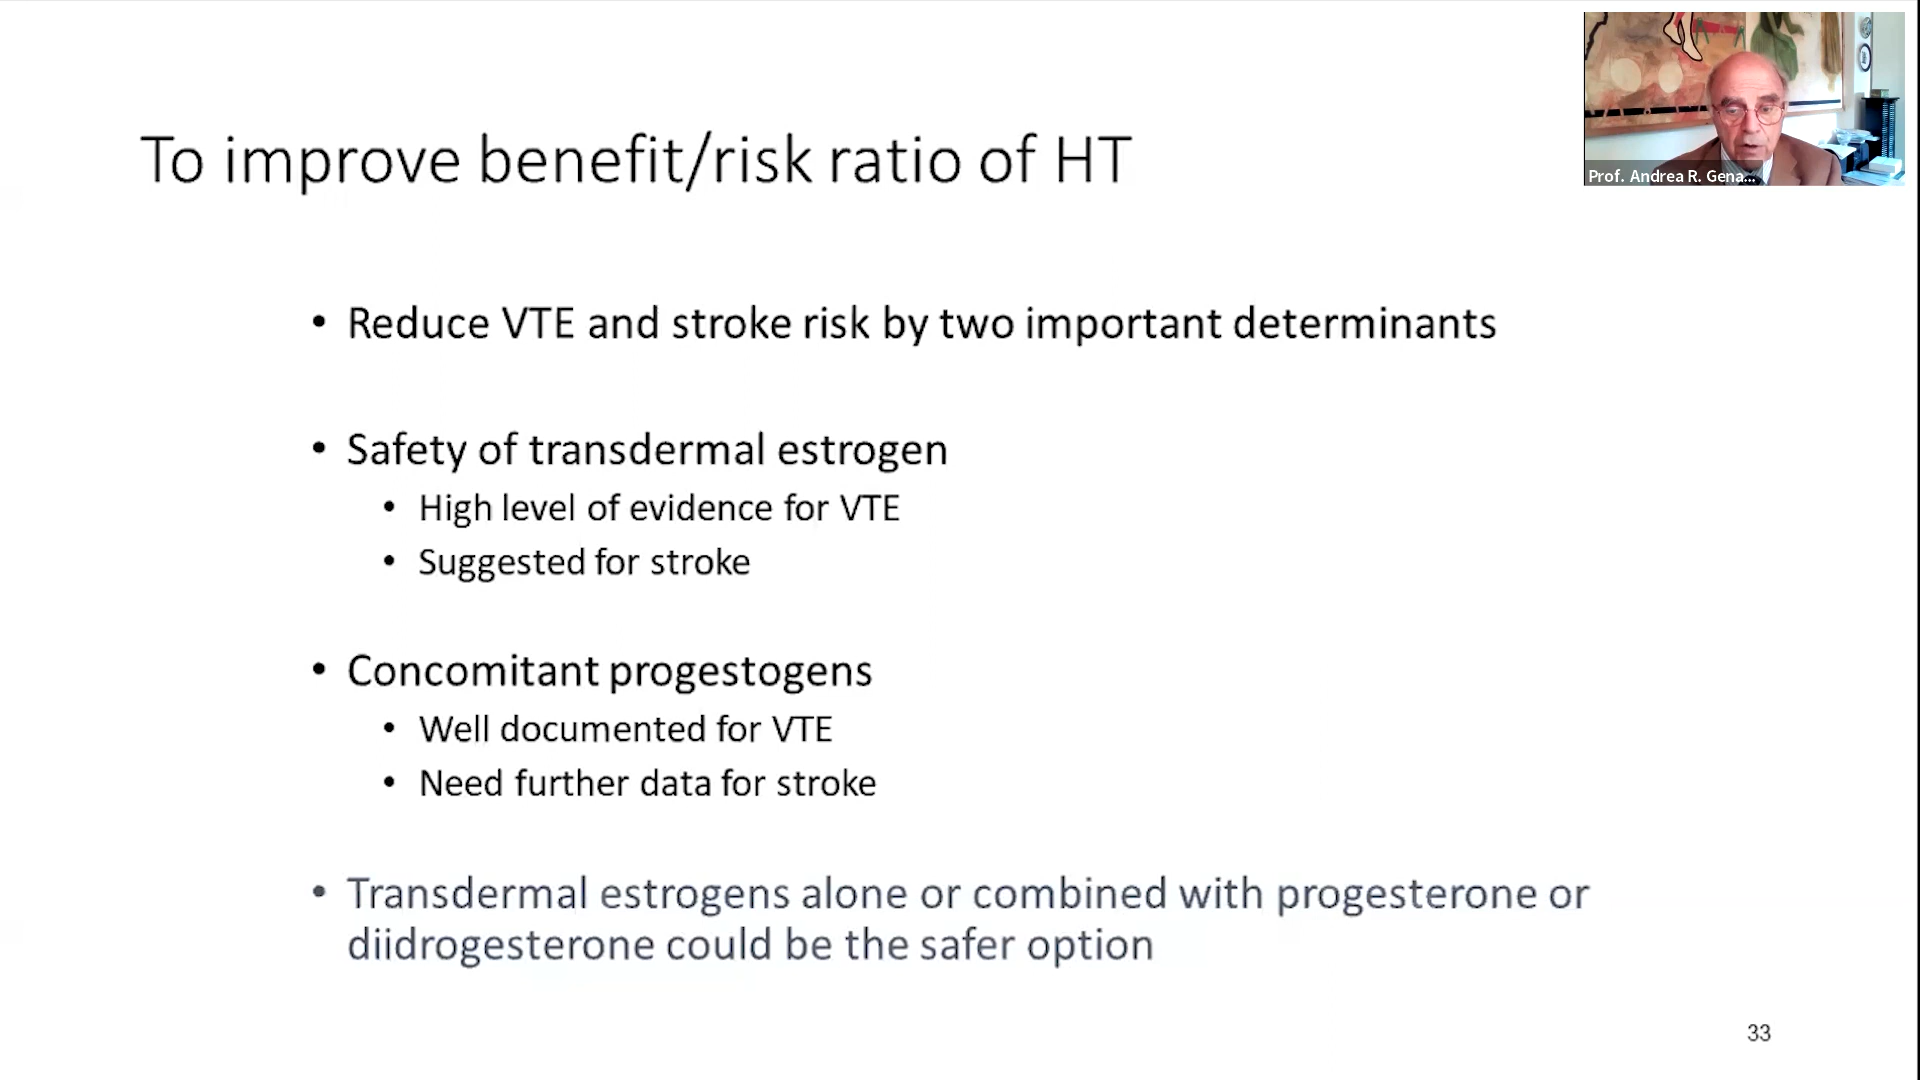 To improve benefit/risk ratio of HT
Prof. Andrea R. Gena...
• Reduce VTE and stroke risk by two important determinants
• Safety of transdermal estrogen
• High level of evidence for VTE
• Suggested for stroke
• Concomitant progestogens
• Well documented for VTE
• Need further data for stroke
• Transdermal estrogens alone or combined with progesterone or
diidrogesterone could be the safer option
33